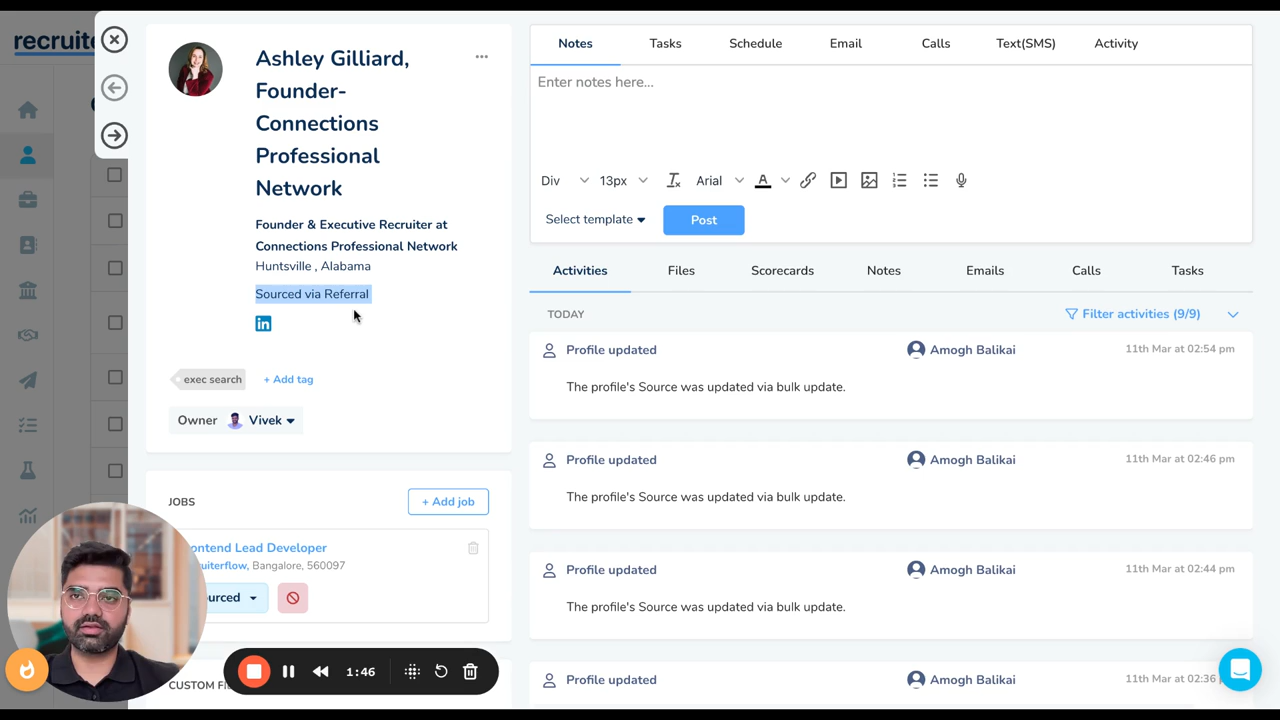 recruite
Ashley Gilliard,
Founder-
Connections
Professional
Network
Founder & Executive Recruiter at
Connections Professional Network
Huntsville , Alabama
Sourced via Referral
in
exec search
+ Add tag
Owner Vivek
JOBS
+ Add job
ontend Lead Developer
ruiterflow, Bangalore, 560097
urced
CUSTOM FI
1:46
Notes Tasks Schedule Email Calls Text(SMS) Activity
Enter notes here...
Div 13px Arial A
Select template Post
Activities Files Scorecards Notes Emails Calls Tasks
TODAY Filter activities (9/9)
Profile updated Amogh Balikai 11th Mar at 02:54 pm
The profile's Source was updated via bulk update.
Profile updated Amogh Balikai 11th Mar at 02:46 pm
The profile's Source was updated via bulk update.
Profile updated Amogh Balikai 11th Mar at 02:44 pm
The profile's Source was updated via bulk update.
Profile updated Amogh Balikai 11th Mar at 02:36